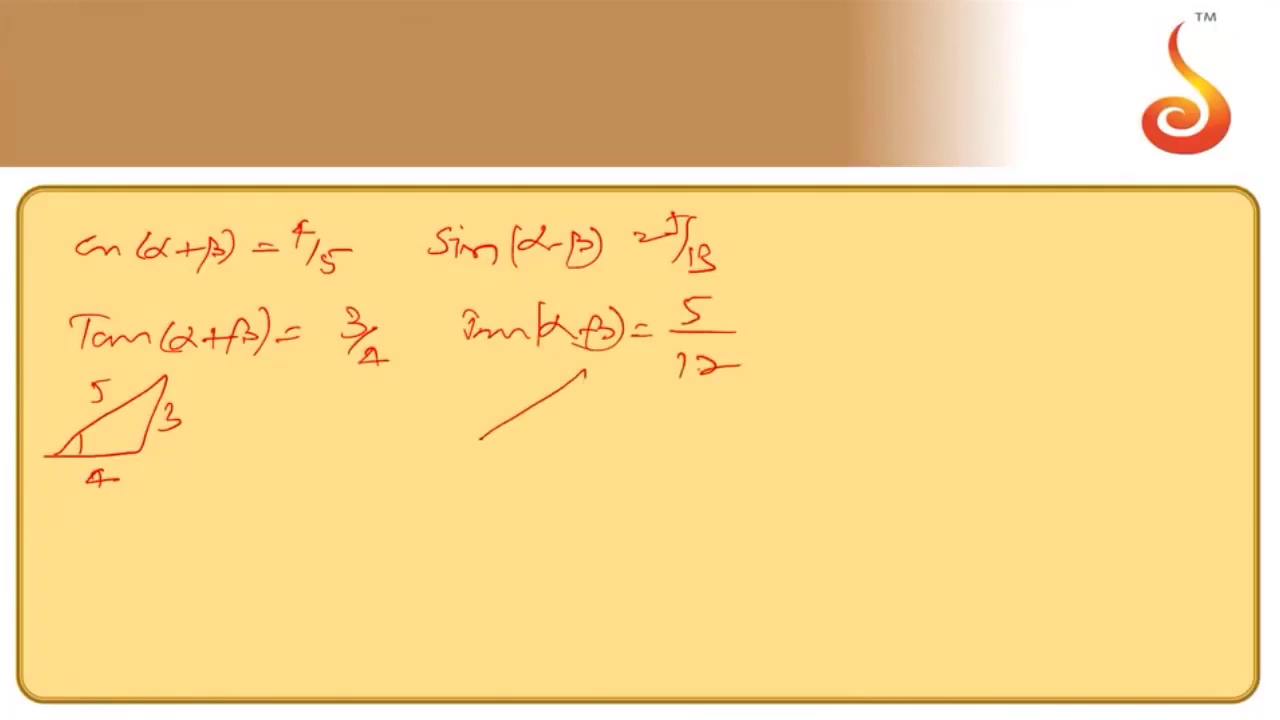 TM
cos(α+β) = 4/5 sin(α-β) = 5/13
Tan(α+β) = 3/4 Tan(α-β) = 5/12
5
3
4